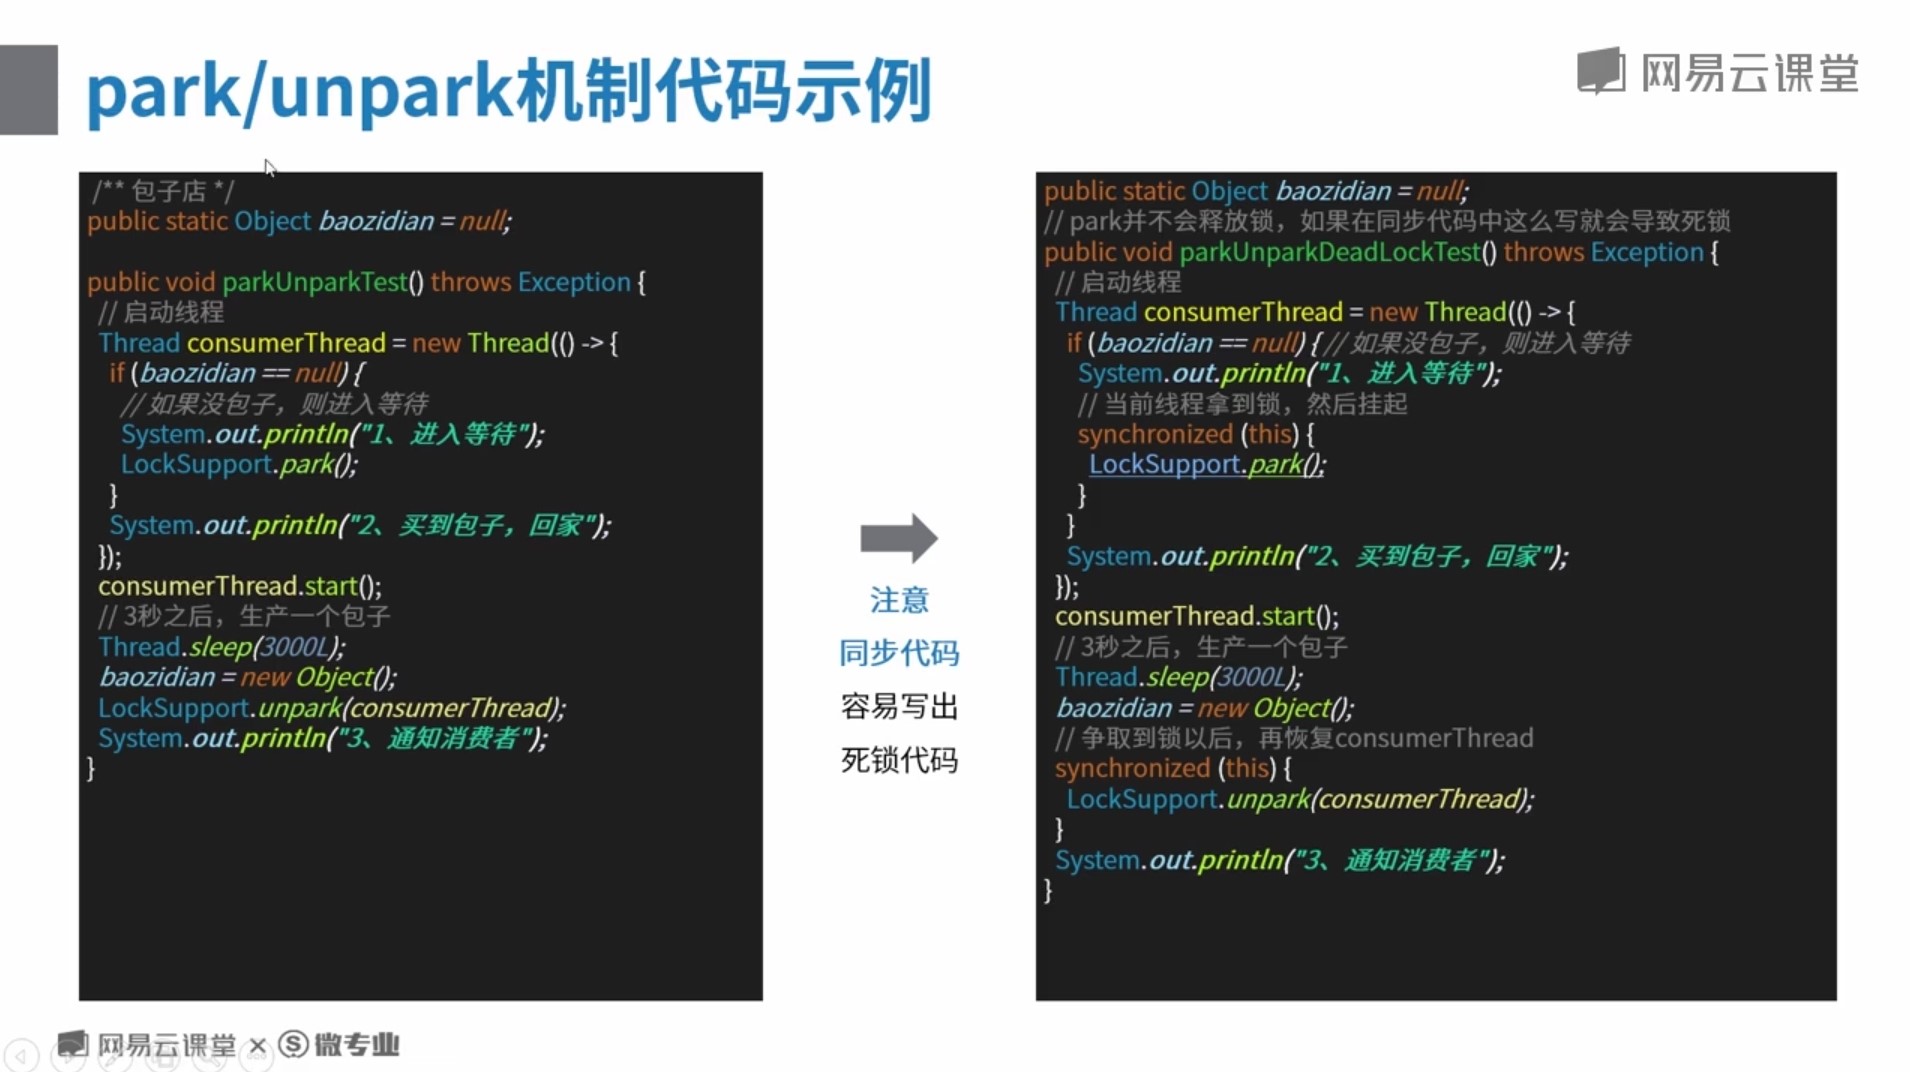 park/unpark机制代码示例
网易云课堂
/** 包子店 */
public static Object baozidian = null;
public void parkUnparkTest() throws Exception {
// 启动线程
Thread consumerThread = new Thread(() -> {
if (baozidian == null) {
// 如果没包子，则进入等待
System.out.println("1、进入等待");
LockSupport.park();
}
System.out.println("2、买到包子，回家");
});
consumerThread.start();
// 3秒之后，生产一个包子
Thread.sleep(3000L);
baozidian = new Object();
LockSupport.unpark(consumerThread);
System.out.println("3、通知消费者");
}
注意
同步代码
容易写出
死锁代码
public static Object baozidian = null;
// park并不会释放锁，如果在同步代码中这么写就会导致死锁
public void parkUnparkDeadLockTest() throws Exception {
// 启动线程
Thread consumerThread = new Thread(() -> {
if (baozidian == null) { // 如果没包子，则进入等待
System.out.println("1、进入等待");
// 当前线程拿到锁，然后挂起
synchronized (this) {
LockSupport.park();
}
}
System.out.println("2、买到包子，回家");
});
consumerThread.start();
// 3秒之后，生产一个包子
Thread.sleep(3000L);
baozidian = new Object();
// 争取到锁以后，再恢复consumerThread
synchronized (this) {
LockSupport.unpark(consumerThread);
}
System.out.println("3、通知消费者");
}
网易云课堂 × Ⓢ 微专业